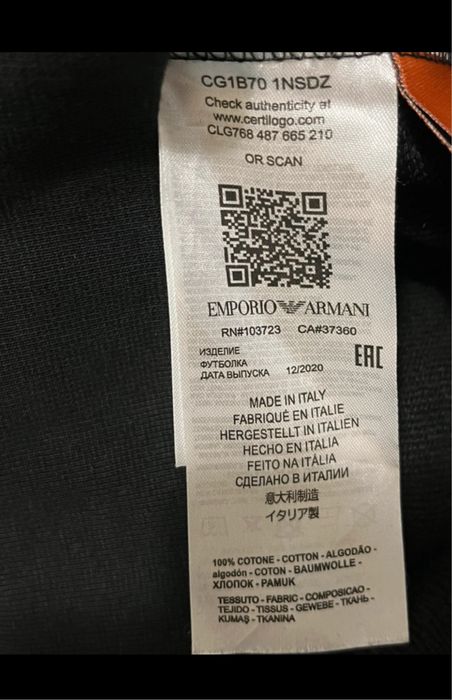 CG1B70 1NSDZ
Check authenticity at
www.certilogo.com
CLG768 487 665 210
OR SCAN
EMPORIO ARMANI
RN#103723 CA#37360
ИЗДЕЛИЕ
ФУТБОЛКА
ДАТА ВЫПУСКА 12/2020 EAC
MADE IN ITALY
FABRIQUÉ EN ITALIE
HERGESTELLT IN ITALIEN
HECHO EN ITALIA
FEITO NA ITÁLIA
СДЕЛАНО В ИТАЛИИ
意大利制造
イタリア製
100% COTONE - COTTON - ALGODÃO -
algodón - COTON - BAUMWOLLE -
ХЛОПОК - PAMUK
TESSUTO - FABRIC - COMPOSICAO -
TEJIDO - TISSUS - GEWEBE - ТКАНЬ -
KUMAŞ - TKANINA